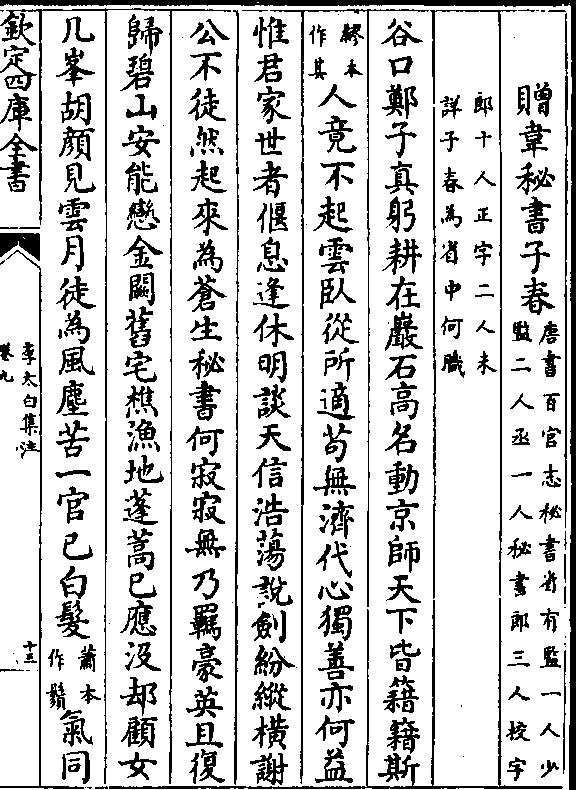 贈韋秘書子春
唐書百官志秘書省有監一人少
監二人丞一人秘書郎三人校字
郎十人正字二人未
詳子春為省中何職
谷口鄭子真躬耕在巖石高名動京師天下皆籍籍斯
繆本
作其
人竟不起雲臥從所適苟無濟代心獨善亦何益
惟君家世者偃息逢休明談天信浩蕩說劍紛縱橫謝
公不徒然起來為蒼生秘書何寂寂無乃羈豪英且復
歸碧山安能戀金闕舊宅樵漁地蓬蒿已應沒却顧女
几峯胡顏見雲月徒為風塵苦一官已白髮
蕭本
作鬚
氣同
欽定四庫全書
李太白集注
卷九
十三